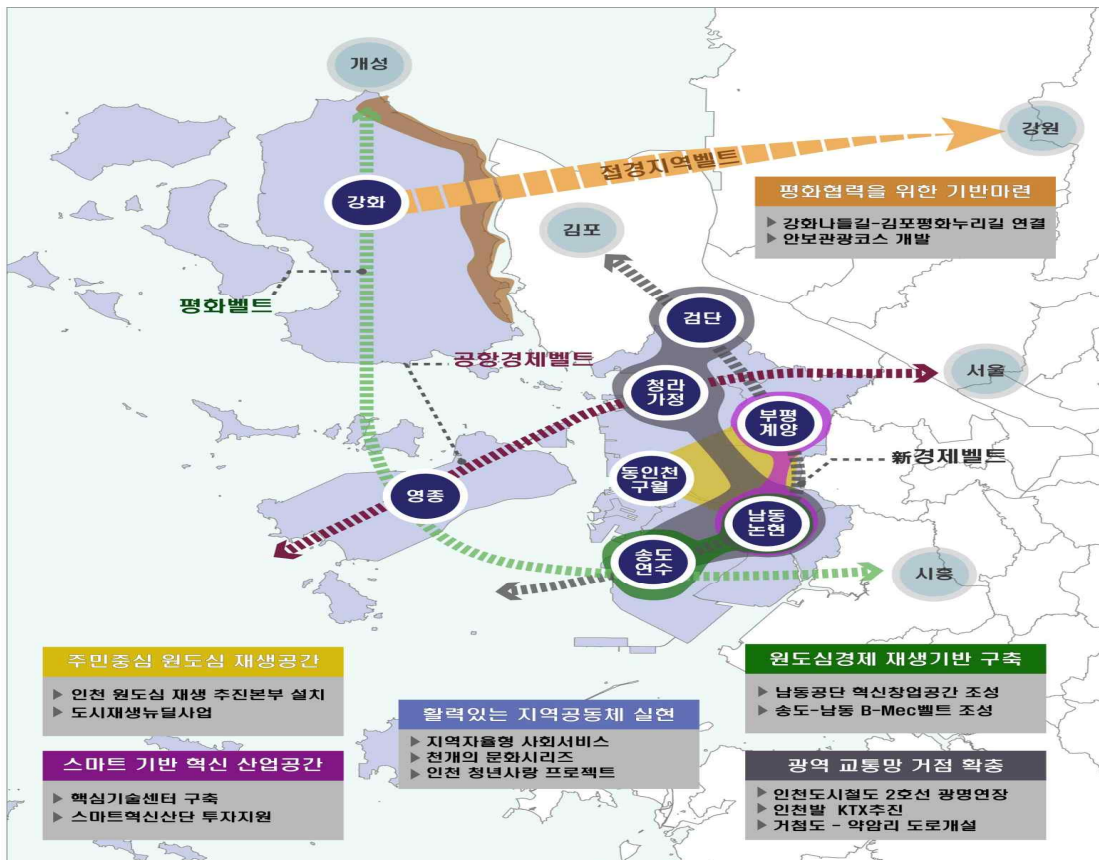 개성
강원
접경지역벨트
강화
평화협력을 위한 기반마련
▶ 강화나들길-김포평화누리길 연결
▶ 안보관광코스 개발
김포
평화벨트
검단
공항경제벨트
청라
가정
서울
부평
계양
新경제벨트
동인천
구월
영종
남동
논현
송도
연수
시흥
주민중심 원도심 재생공간
▶ 인천 원도심 재생 추진본부 설치
▶ 도시재생뉴딜사업
원도심경제 재생기반 구축
▶ 남동공단 혁신창업공간 조성
▶ 송도-남동 B-Mec벨트 조성
활력있는 지역공동체 실현
▶ 지역자율형 사회서비스
▶ 천개의 문화시리즈
▶ 인천 청년사랑 프로젝트
스마트 기반 혁신 산업공간
▶ 핵심기술센터 구축
▶ 스마트혁신산단 투자지원
광역 교통망 거점 확충
▶ 인천도시철도 2호선 광명연장
▶ 인천발 KTX추진
▶ 거첨도 - 약암리 도로개설